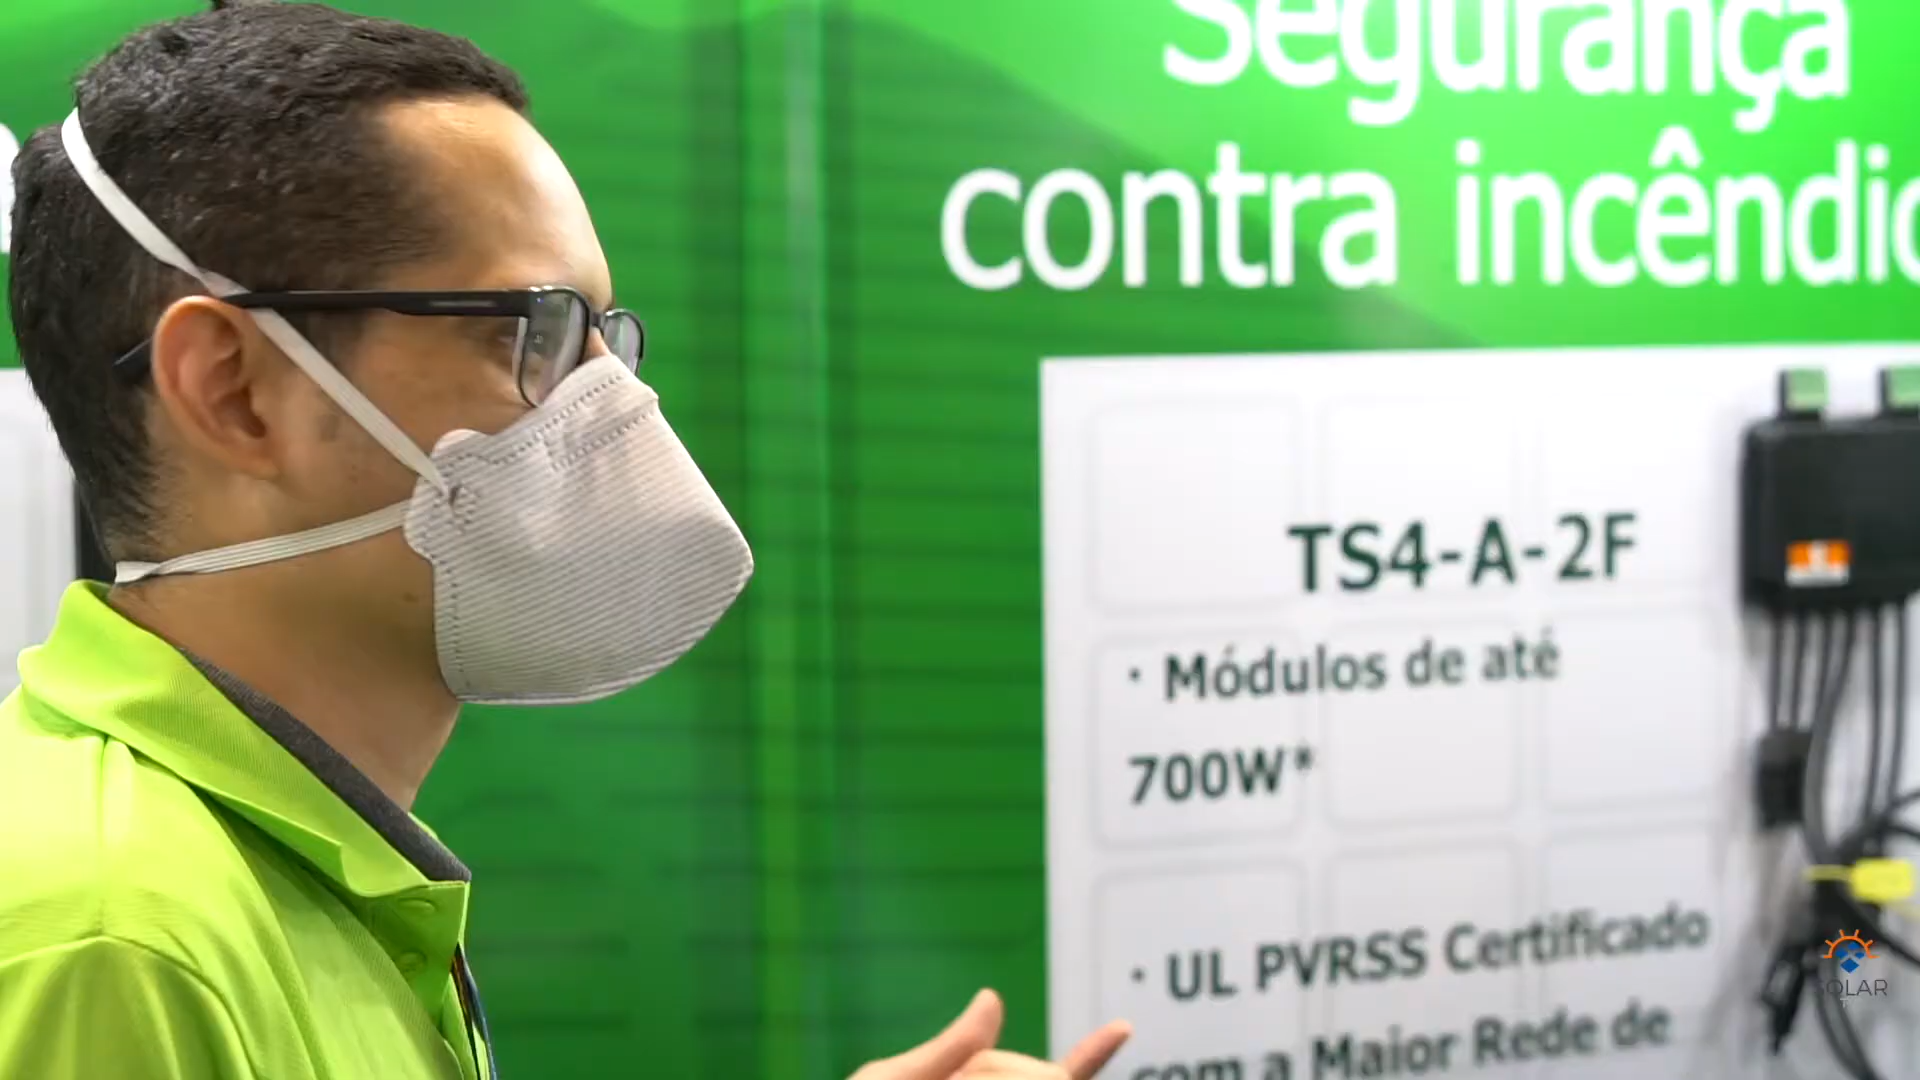 Segurança
contra incêndio
TS4-A-2F
· Módulos de até
700W*
· UL PVRSS Certificado
com a Maior Rede de
SOLAR